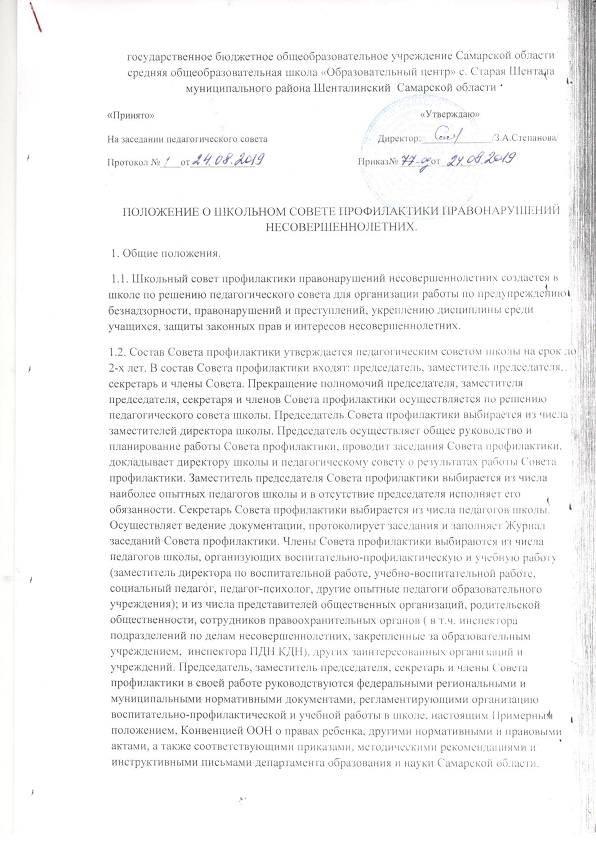 государственное бюджетное общеобразовательное учреждение Самарской области
средняя общеобразовательная школа «Образовательный центр» с. Старая Шентала
муниципального района Шенталинский Самарской области
«Принято» «Утверждаю»
На заседании педагогического совета Директор: /З.А.Степанова/
Протокол № 1 от 24.08.2019 Приказ№ 77-од от 24.08.2019
ПОЛОЖЕНИЕ О ШКОЛЬНОМ СОВЕТЕ ПРОФИЛАКТИКИ ПРАВОНАРУШЕНИЙ
НЕСОВЕРШЕННОЛЕТНИХ.
1. Общие положения.
1.1. Школьный совет профилактики правонарушений несовершеннолетних создается в
школе по решению педагогического совета для организации работы по предупреждению
безнадзорности, правонарушений и преступлений, укреплению дисциплины среди
учащихся, защиты законных прав и интересов несовершеннолетних.
1.2. Состав Совета профилактики утверждается педагогическим советом школы на срок до
2-х лет. В состав Совета профилактики входят: председатель, заместитель председателя,
секретарь и члены Совета. Прекращение полномочий председателя, заместителя
председателя, секретаря и членов Совета профилактики осуществляется по решению
педагогического совета школы. Председатель Совета профилактики выбирается из числа
заместителей директора школы. Председатель осуществляет общее руководство и
планирование работы Совета профилактики, проводит заседания Совета профилактики,
докладывает директору школы и педагогическому совету о результатах работы Совета
профилактики. Заместитель председателя Совета профилактики выбирается из числа
наиболее опытных педагогов школы и в отсутствие председателя исполняет его
обязанности. Секретарь Совета профилактики выбирается из числа педагогов школы.
Осуществляет ведение документации, протоколирует заседания и заполняет Журнал
заседаний Совета профилактики. Члены Совета профилактики выбираются из числа
педагогов школы, организующих воспитательно-профилактическую и учебную работу
(заместитель директора по воспитательной работе, учебно-воспитательной работе,
социальный педагог, педагог-психолог, другие опытные педагоги образовательного
учреждения); и из числа представителей общественных организаций, родительской
общественности, сотрудников правоохранительных органов ( в т.ч. инспектора
подразделений по делам несовершеннолетних, закрепленные за образовательным
учреждением, инспектора ПДН КДН), других заинтересованных организаций и
учреждений. Председатель, заместитель председателя, секретарь и члены Совета
профилактики в своей работе руководствуются федеральными региональными и
муниципальными нормативными документами, регламентирующими организацию
воспитательно-профилактической и учебной работы в школе, настоящим Примерным
положением, Конвенцией ООН о правах ребенка, другими нормативными и правовыми
актами, а также соответствующими приказами, методическими рекомендациями и
инструктивными письмами департамента образования и науки Самарской области.